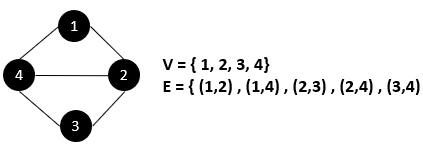 1
4
2
3
V = { 1, 2, 3, 4}
E = { (1,2) , (1,4) , (2,3) , (2,4) , (3,4)